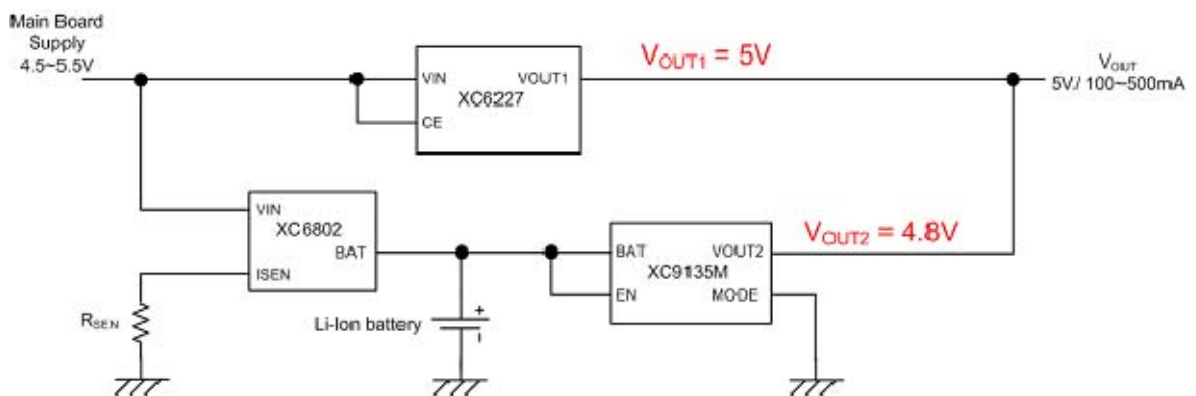 Main Board
Supply
4.5~5.5V
VIN
VOUT1
XC6227
CE
VOUT1 = 5V
VOUT
5V./ 100~500mA
VIN
XC6802
BAT
ISEN
RSEN
Li-Ion battery
+
-
BAT
VOUT2
XC9135M
EN
MODE
VOUT2 = 4.8V